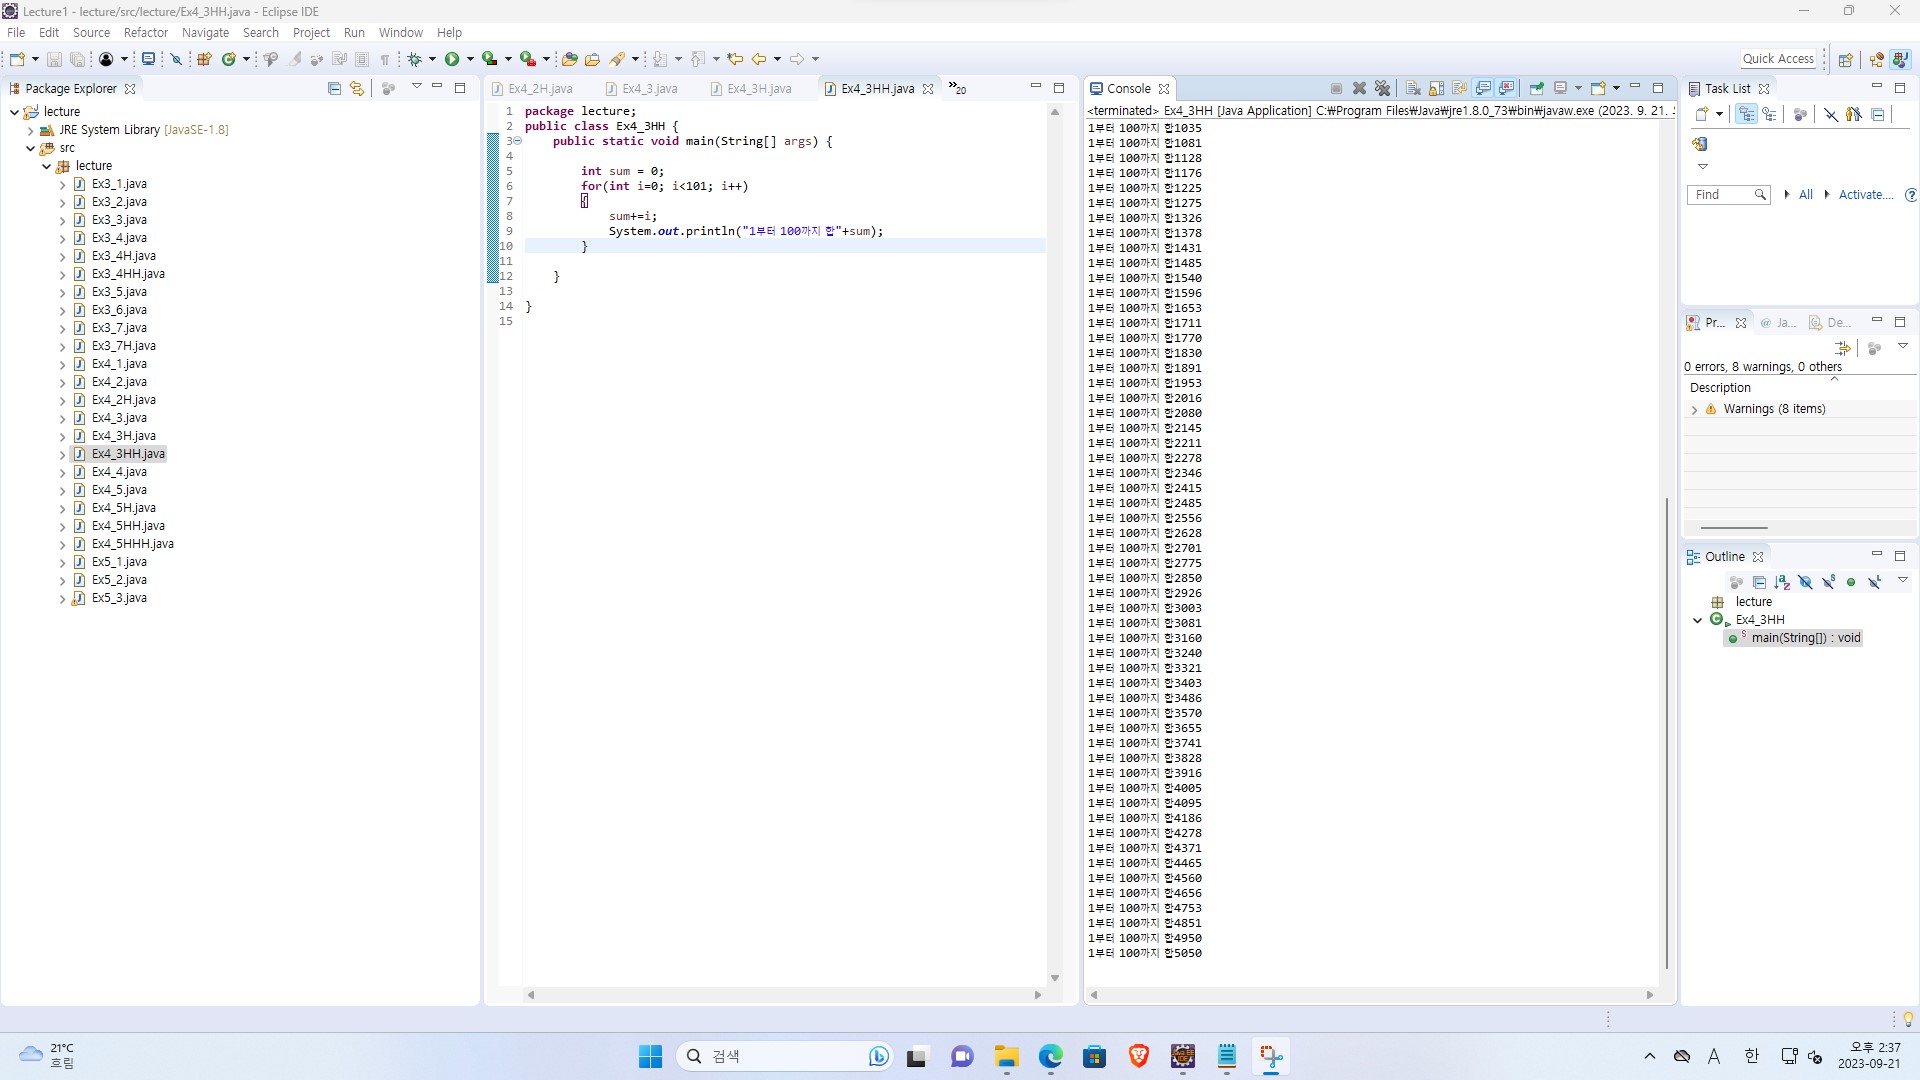 Lecture1 - lecture/src/lecture/Ex4_3HH.java - Eclipse IDE
File Edit Source Refactor Navigate Search Project Run Window Help
Quick Access
Package Explorer
lecture
JRE System Library [JavaSE-1.8]
src
lecture
Ex3_1.java
Ex3_2.java
Ex3_3.java
Ex3_4.java
Ex3_4H.java
Ex3_4HH.java
Ex3_5.java
Ex3_6.java
Ex3_7.java
Ex3_7H.java
Ex4_1.java
Ex4_2.java
Ex4_2H.java
Ex4_3.java
Ex4_3H.java
Ex4_3HH.java
Ex4_4.java
Ex4_5.java
Ex4_5H.java
Ex4_5HH.java
Ex4_5HHH.java
Ex5_1.java
Ex5_2.java
Ex5_3.java
Ex4_2H.java Ex4_3.java Ex4_3H.java Ex4_3HH.java »20
1 package lecture;
2 public class Ex4_3HH {
3 public static void main(String[] args) {
4
5 int sum = 0;
6 for(int i=0; i<101; i++)
7 {
8 sum+=i;
9 System.out.println("1부터 100까지 합"+sum);
10 }
11
12 }
13
14 }
15
Console
<terminated> Ex4_3HH [Java Application] C:₩Program Files₩Java₩jre1.8.0_73₩bin₩javaw.exe (2023. 9. 21.
1부터 100까지 합1035
1부터 100까지 합1081
1부터 100까지 합1128
1부터 100까지 합1176
1부터 100까지 합1225
1부터 100까지 합1275
1부터 100까지 합1326
1부터 100까지 합1378
1부터 100까지 합1431
1부터 100까지 합1485
1부터 100까지 합1540
1부터 100까지 합1596
1부터 100까지 합1653
1부터 100까지 합1711
1부터 100까지 합1770
1부터 100까지 합1830
1부터 100까지 합1891
1부터 100까지 합1953
1부터 100까지 합2016
1부터 100까지 합2080
1부터 100까지 합2145
1부터 100까지 합2211
1부터 100까지 합2278
1부터 100까지 합2346
1부터 100까지 합2415
1부터 100까지 합2485
1부터 100까지 합2556
1부터 100까지 합2628
1부터 100까지 합2701
1부터 100까지 합2775
1부터 100까지 합2850
1부터 100까지 합2926
1부터 100까지 합3003
1부터 100까지 합3081
1부터 100까지 합3160
1부터 100까지 합3240
1부터 100까지 합3321
1부터 100까지 합3403
1부터 100까지 합3486
1부터 100까지 합3570
1부터 100까지 합3655
1부터 100까지 합3741
1부터 100까지 합3828
1부터 100까지 합3916
1부터 100까지 합4005
1부터 100까지 합4095
1부터 100까지 합4186
1부터 100까지 합4278
1부터 100까지 합4371
1부터 100까지 합4465
1부터 100까지 합4560
1부터 100까지 합4656
1부터 100까지 합4753
1부터 100까지 합4851
1부터 100까지 합4950
1부터 100까지 합5050
Task List
Find All Activate...
Pr... Ja... De...
0 errors, 8 warnings, 0 others
Description
Warnings (8 items)
Outline
lecture
Ex4_3HH
main(String[]) : void
21°C
흐림
검색
A 한
오후 2:37
2023-09-21